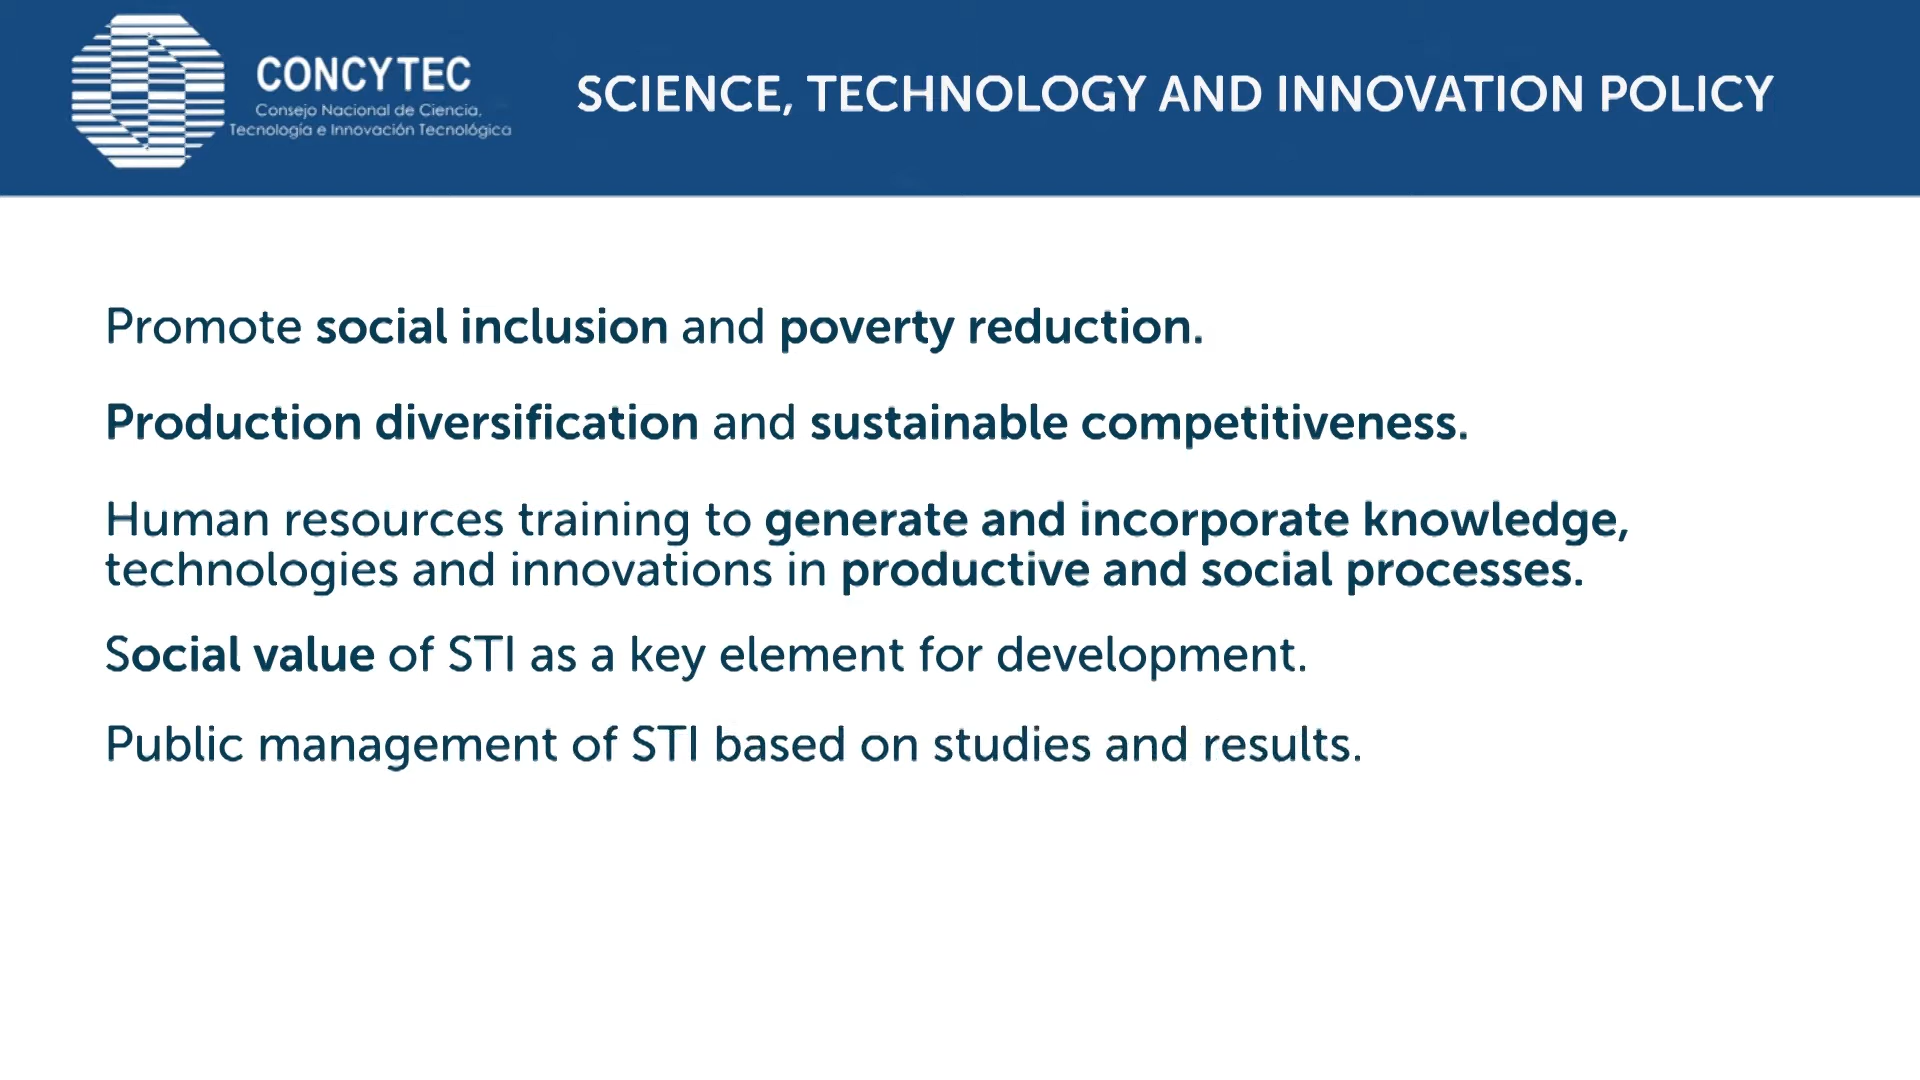 CONCYTEC
Consejo Nacional de Ciencia,
Tecnología e Innovación Tecnológica
SCIENCE, TECHNOLOGY AND INNOVATION POLICY
Promote social inclusion and poverty reduction.
Production diversification and sustainable competitiveness.
Human resources training to generate and incorporate knowledge,
technologies and innovations in productive and social processes.
Social value of STI as a key element for development.
Public management of STI based on studies and results.